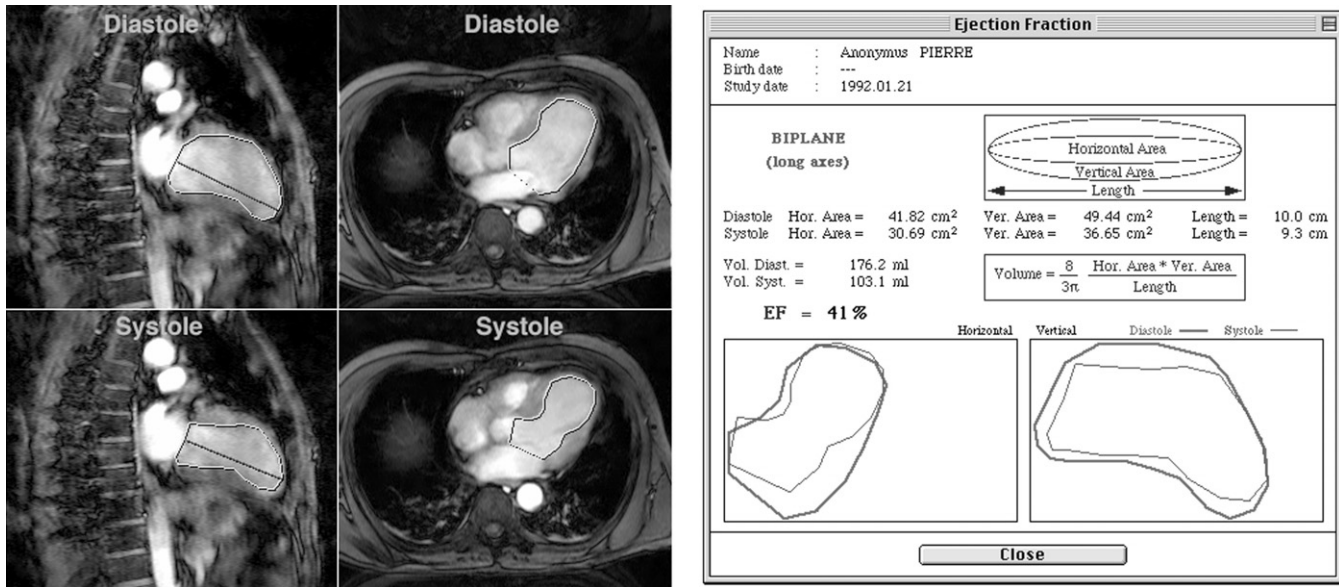 Diastole
Diastole
Systole
Systole
Ejection Fraction
Name : Anonymus PIERRE
Birth date : ---
Study date : 1992.01.21
BIPLANE
(long axes)
Horizontal Area
Vertical Area
Length
Diastole Hor. Area = 41.82 cm² Ver. Area = 49.44 cm² Length = 10.0 cm
Systole Hor. Area = 30.69 cm² Ver. Area = 36.65 cm² Length = 9.3 cm
Vol. Diast. = 176.2 ml
Vol. Syst. = 103.1 ml
Volume = 8 / 3π Hor. Area * Ver. Area / Length
EF = 41%
Horizontal Vertical Diastole Systole
Close